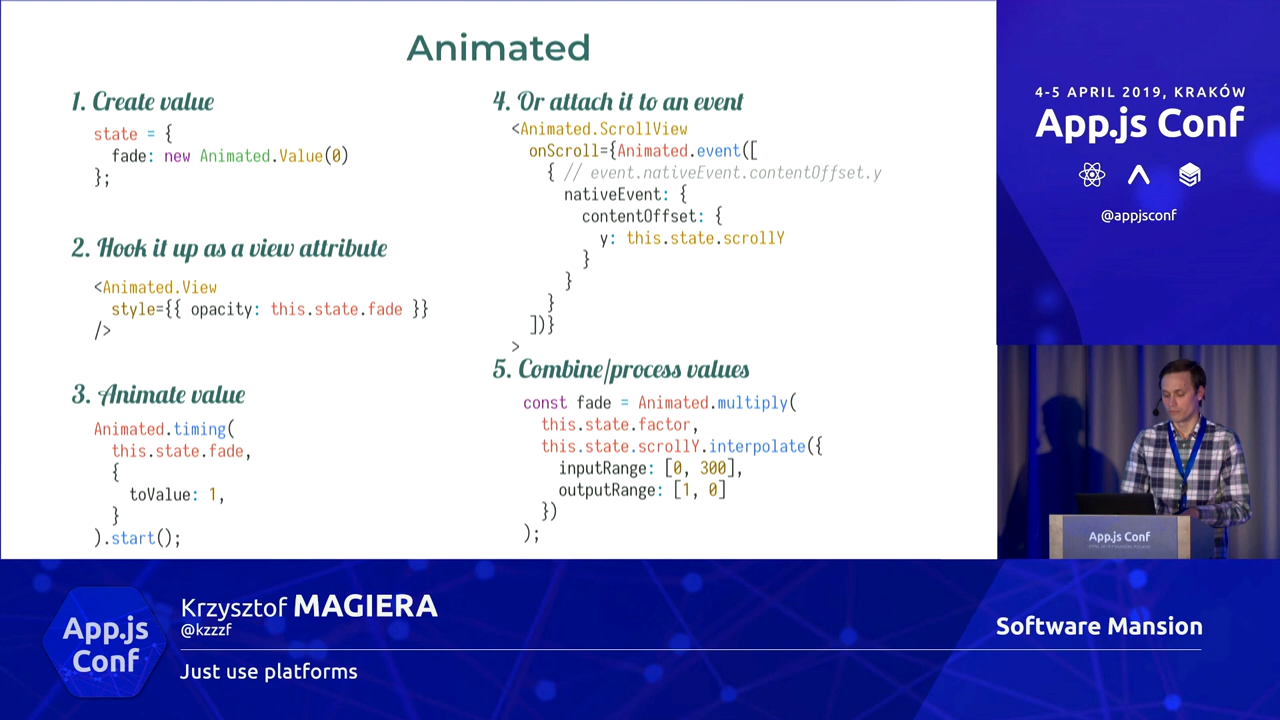 Animated
1. Create value
state = {
fade: new Animated.Value(0)
};
2. Hook it up as a view attribute
<Animated.View
style={{ opacity: this.state.fade }}
/>
3. Animate value
Animated.timing(
this.state.fade,
{
toValue: 1,
}
).start();
4. Or attach it to an event
<Animated.ScrollView
onScroll={Animated.event([
{ // event.nativeEvent.contentOffset.y
nativeEvent: {
contentOffset: {
y: this.state.scrollY
}
}
}
])}
>
5. Combine/process values
const fade = Animated.multiply(
this.state.factor,
this.state.scrollY.interpolate({
inputRange: [0, 300],
outputRange: [1, 0]
})
);
4-5 APRIL 2019, KRAKÓW
App.js Conf
@appjsconf
App.js Conf
App.js
Conf
Krzysztof MAGIERA
@kzzzf
Just use platforms
Software Mansion